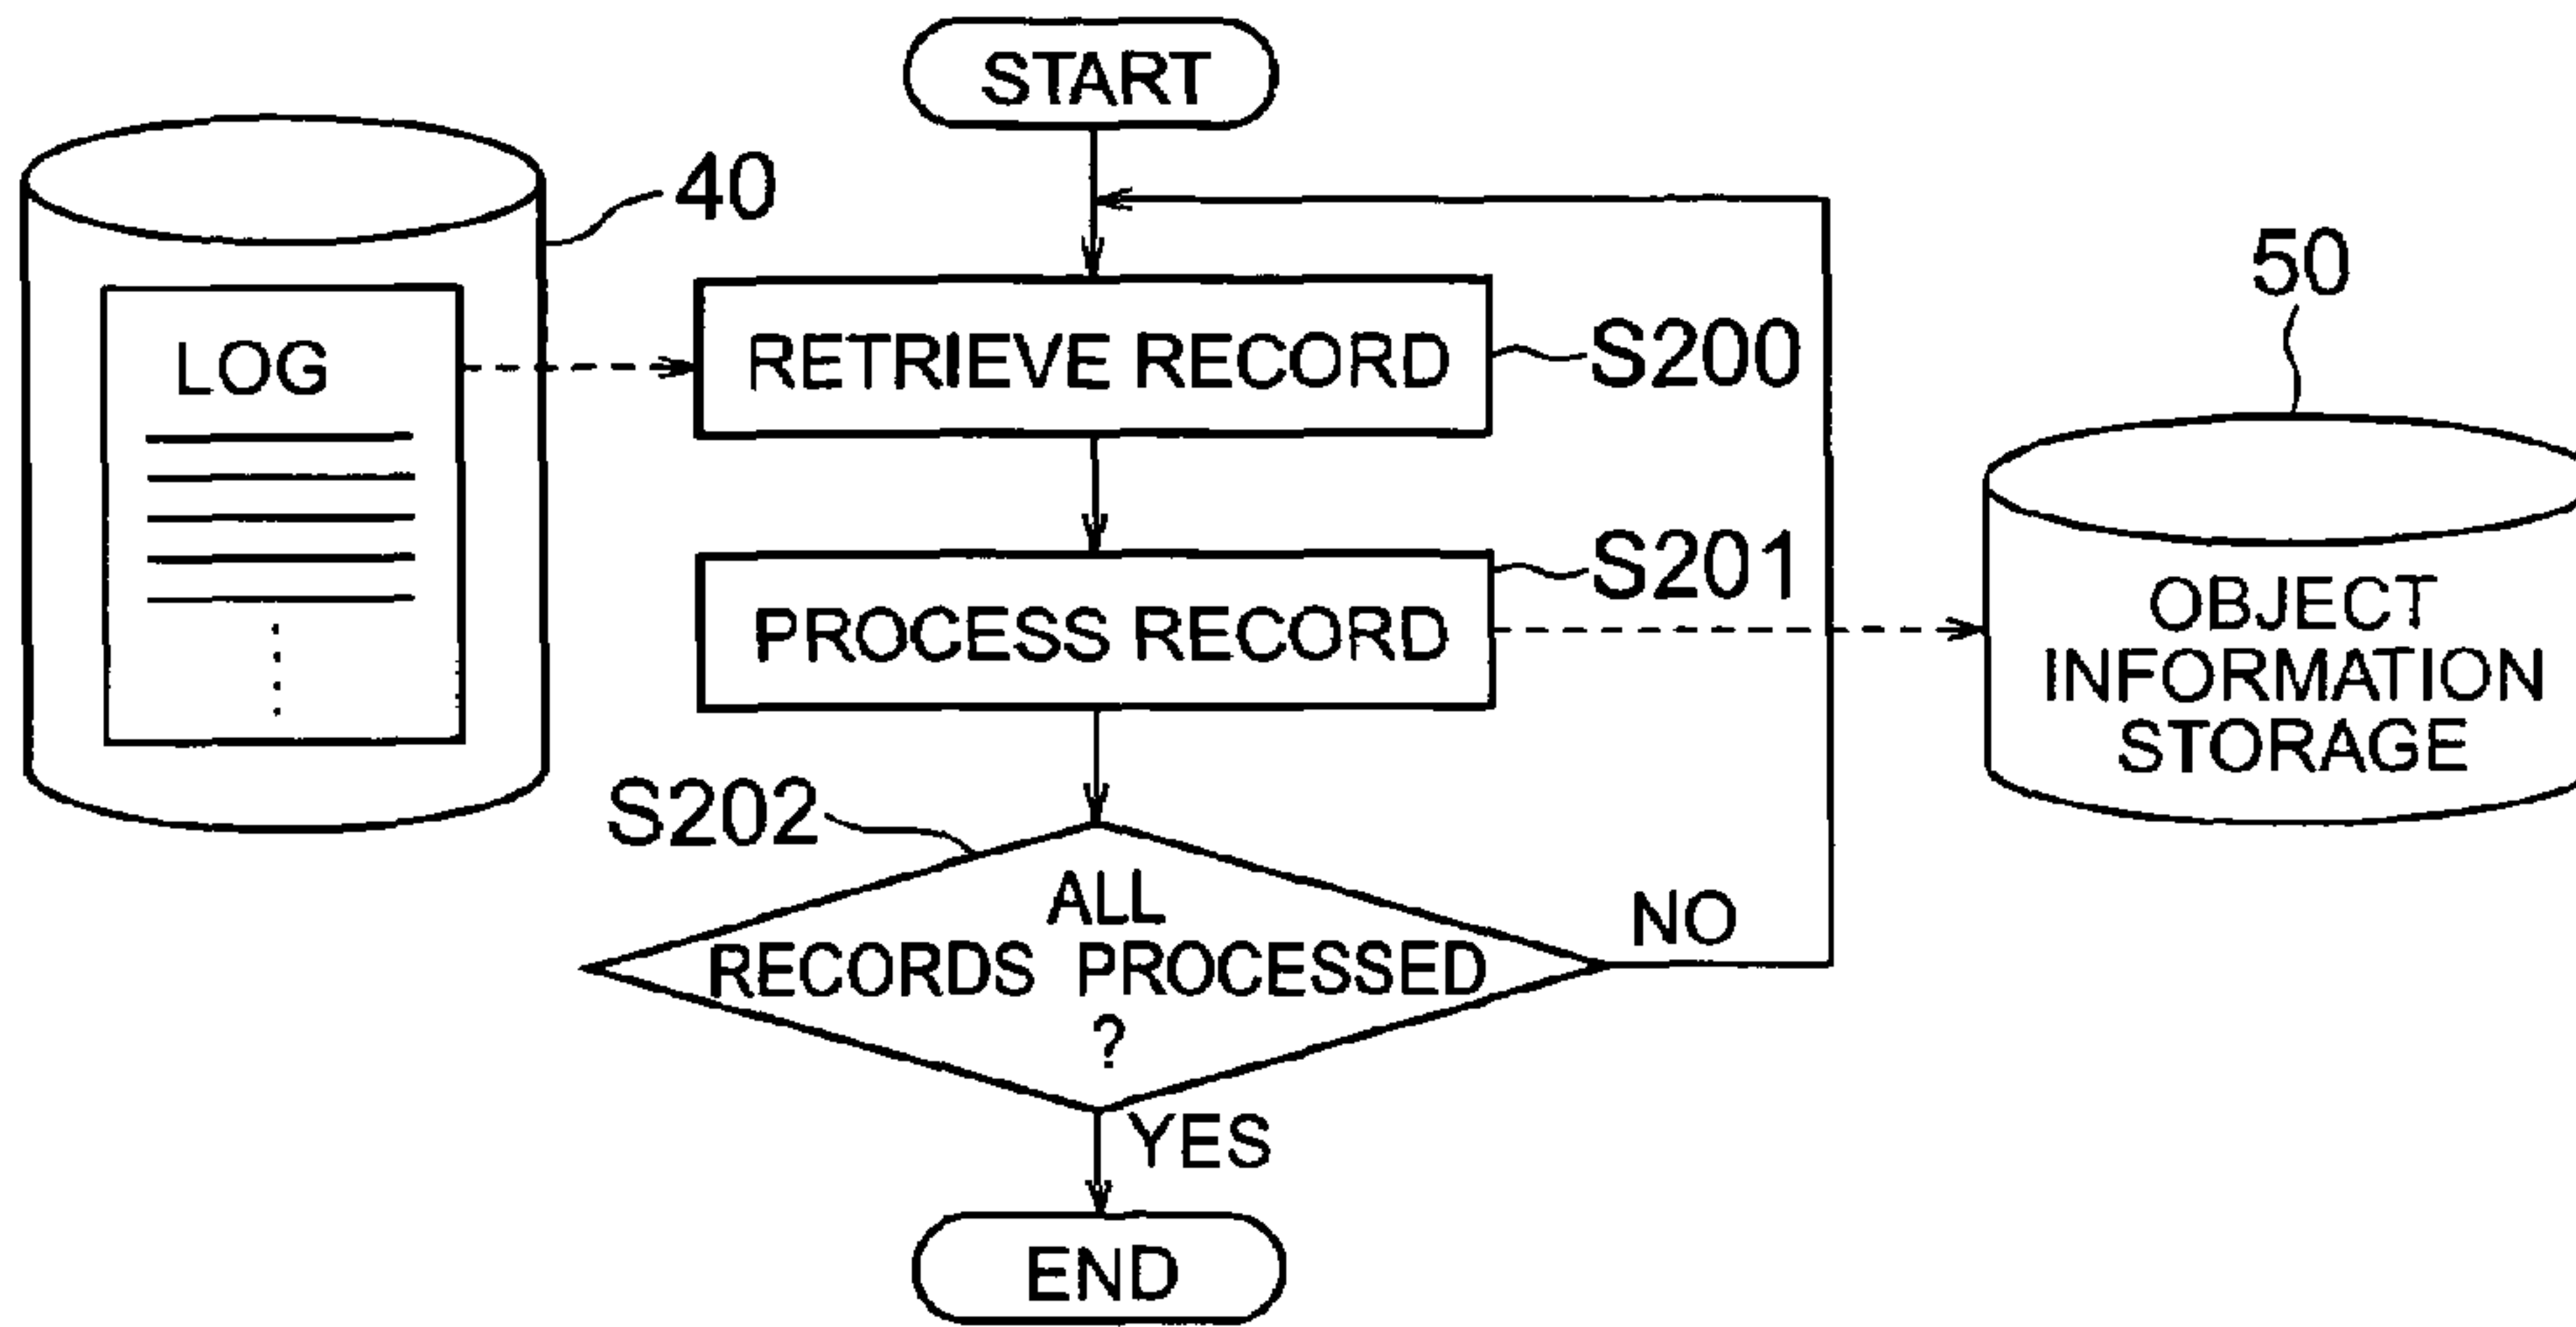 START
40
LOG
RETRIEVE RECORD
S200
50
S201
PROCESS RECORD
OBJECT
INFORMATION
STORAGE
S202
ALL
RECORDS PROCESSED
?
NO
YES
END